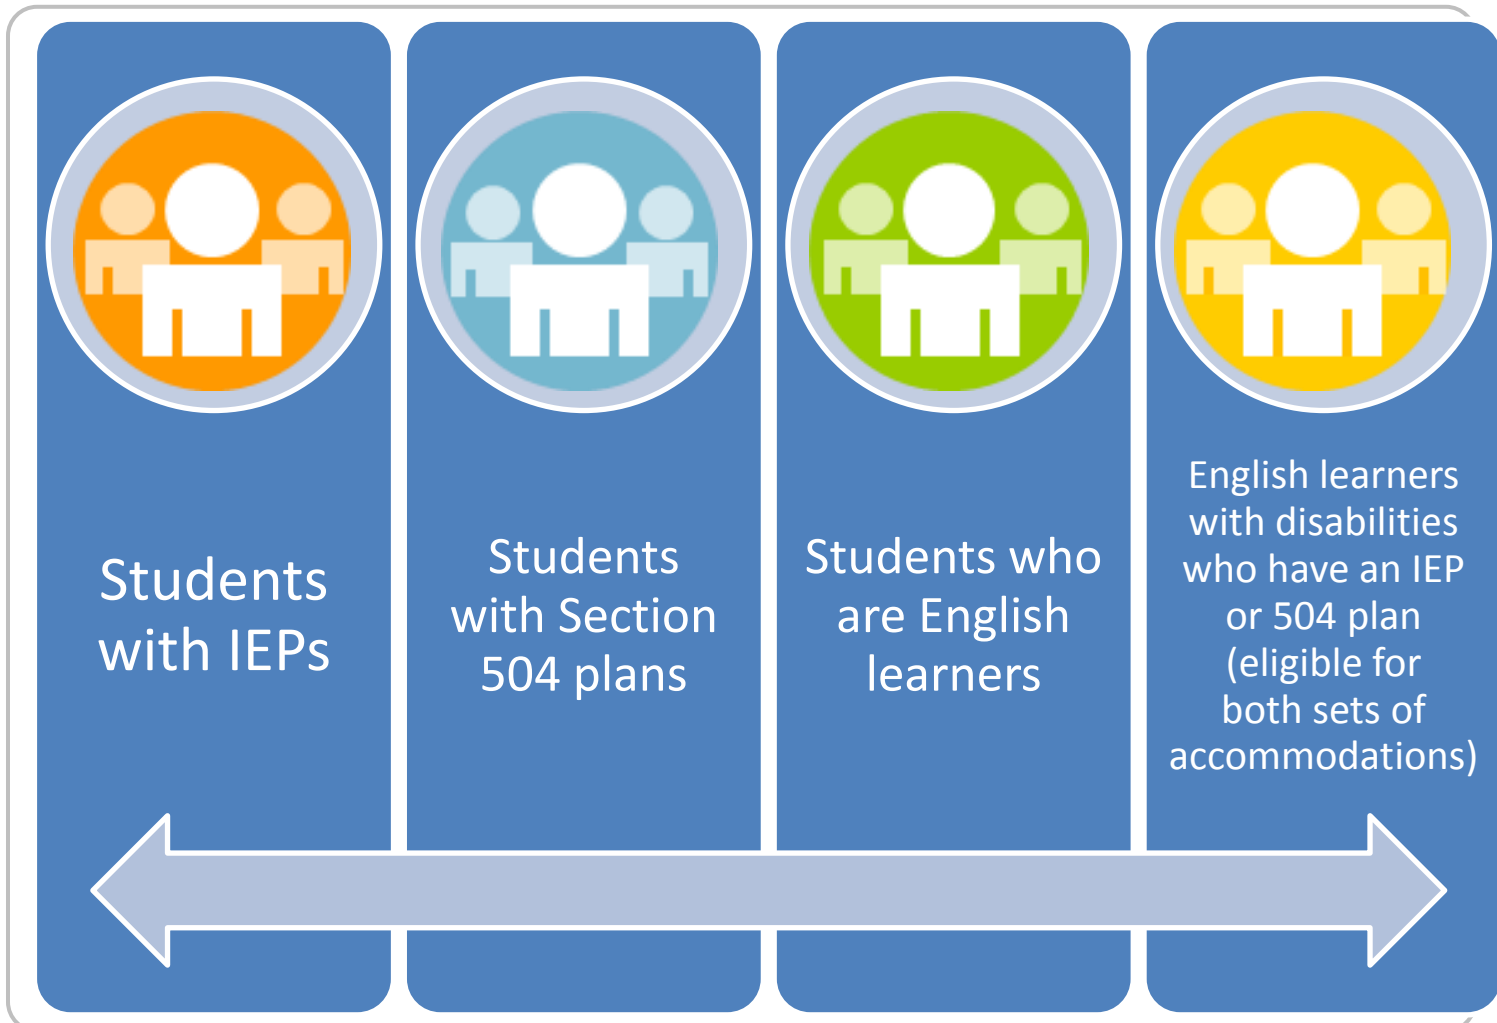 Students
with IEPs
Students
with Section
504 plans
Students who
are English
learners
English learners
with disabilities
who have an IEP
or 504 plan
(eligible for
both sets of
accommodations)